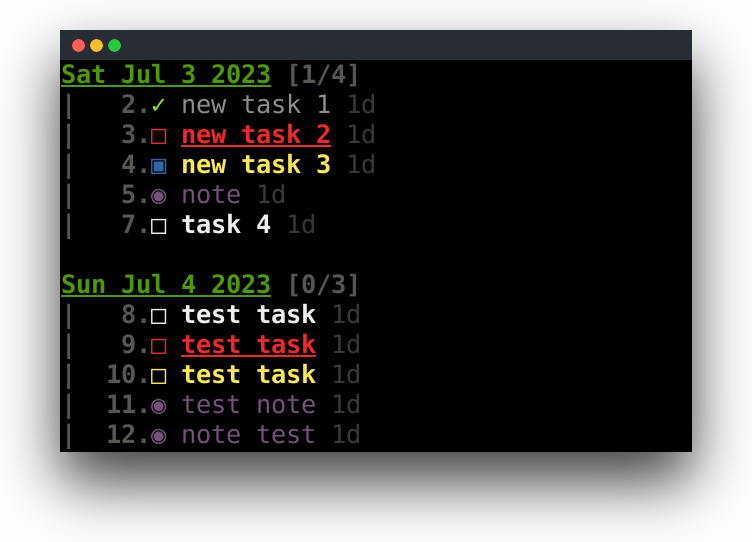 Sat Jul 3 2023 [1/4]
|   2.✓ new task 1 1d
|   3.□ new task 2 1d
|   4.▣ new task 3 1d
|   5.◉ note 1d
|   7.□ task 4 1d
Sun Jul 4 2023 [0/3]
|   8.□ test task 1d
|   9.□ test task 1d
|  10.□ test task 1d
|  11.◉ test note 1d
|  12.◉ note test 1d